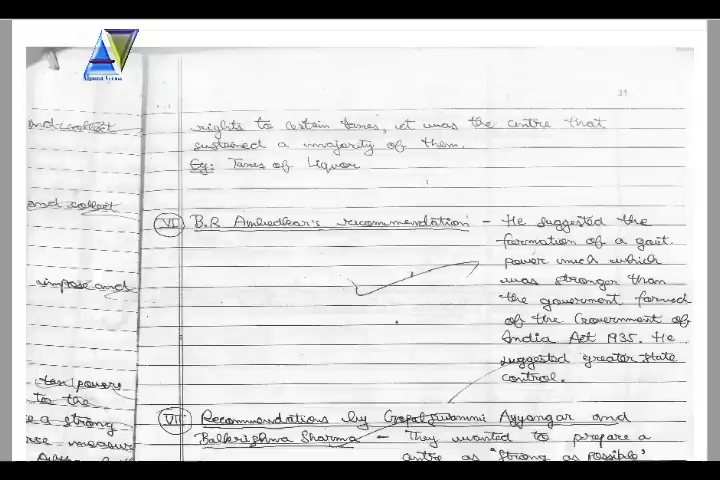 31
and collect
rights to certain taxes, it was the centre that
sustained a majority of them.
Eg: Taxes of Liquor
and collect
VI B.R Ambedkar's recommendation - He suggested the
formation of a govt.
power much which
impose and
was stronger than
the government formed
of the Government of
India Act 1935. He
suggested greater state
control.
tax powers
to the
e a strong
VII Recommendations by Gopalswammi Ayyangar and
Balkrishna Sharma - They wanted to prepare a
centre as "Strong as possible"